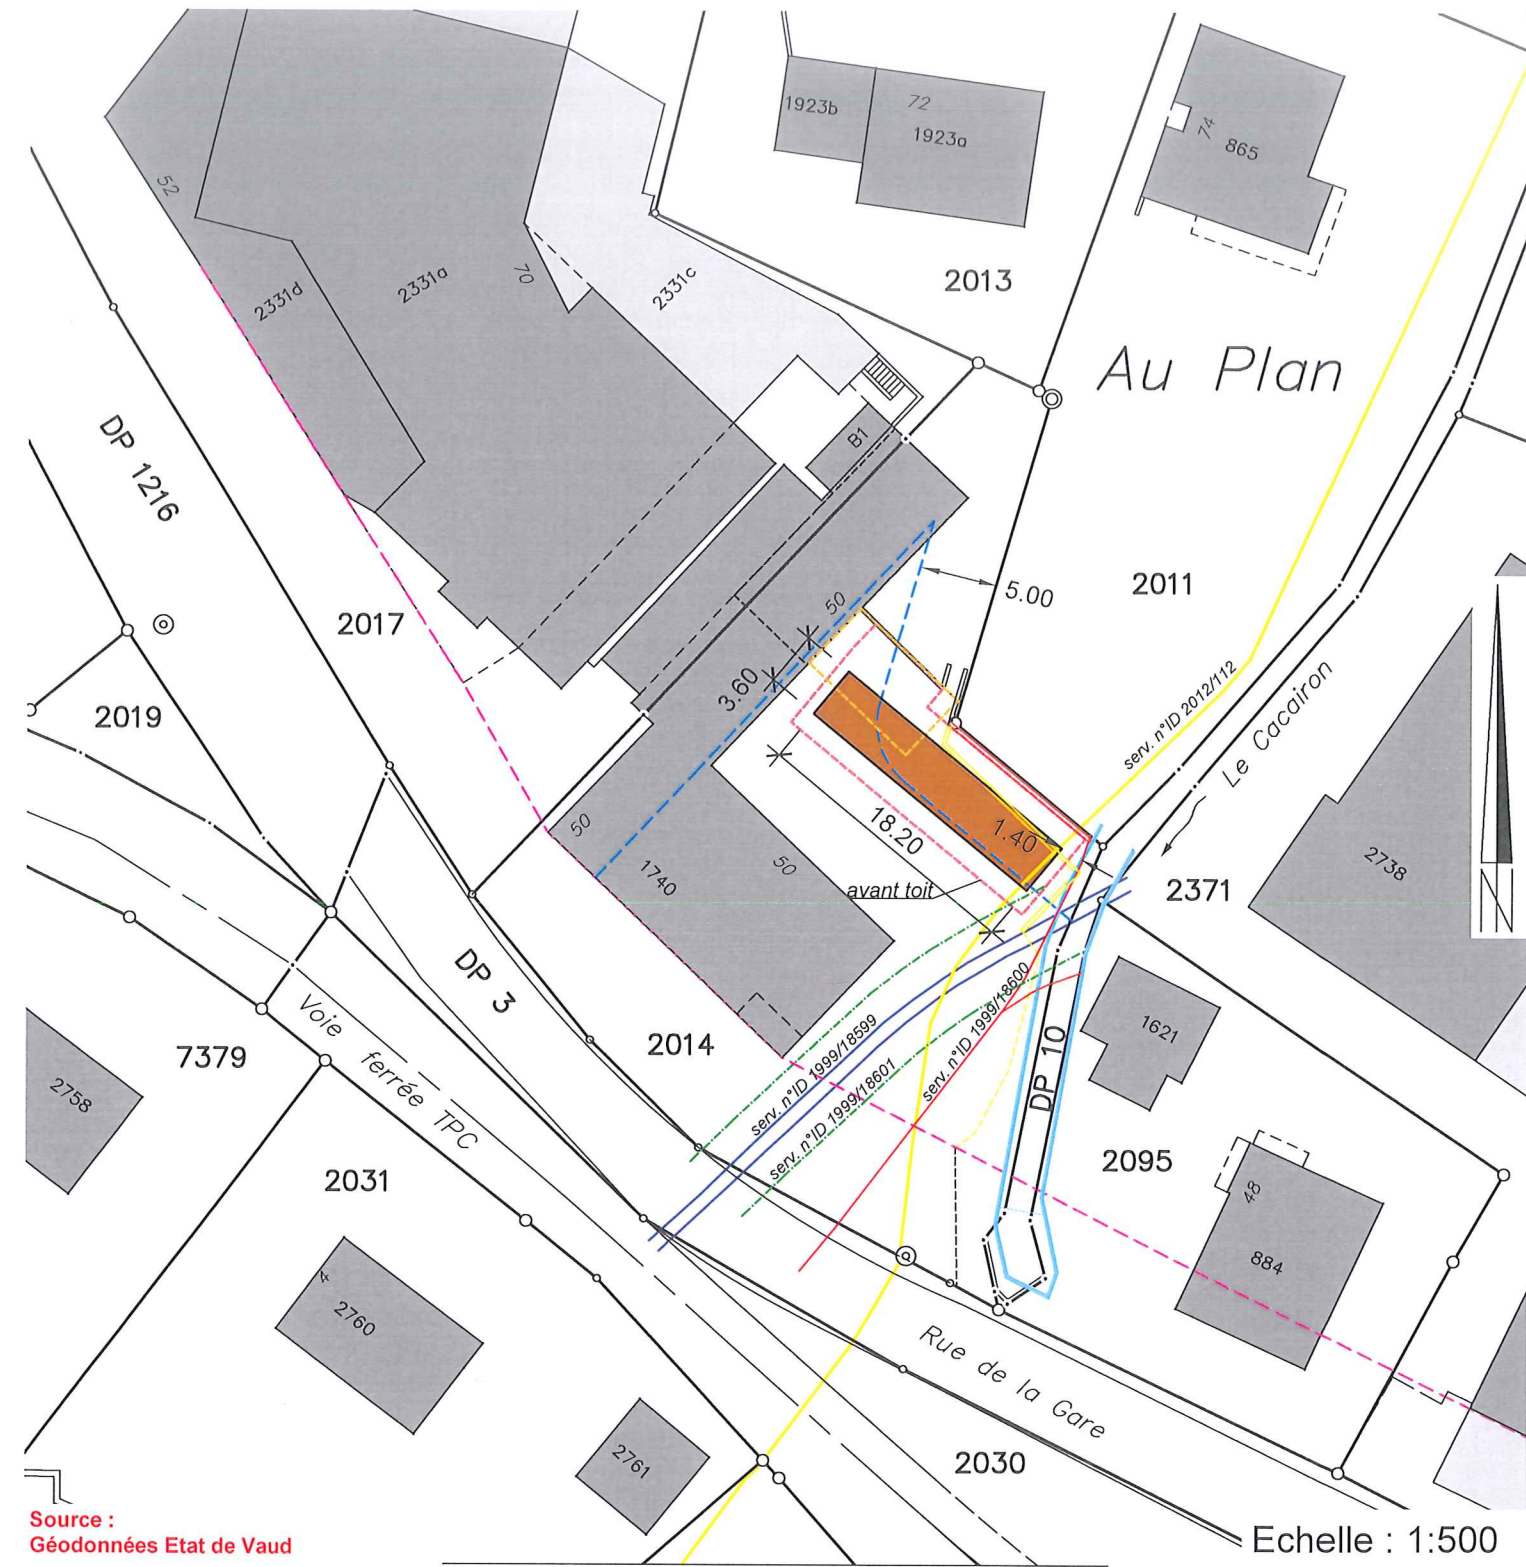 1923b
72
1923a
74
865
52
2331d
2331a
70
2331c
2013
Au Plan
DP 1216
B1
2017
50
5.00
2011
3.60
2019
serv. n°ID 2012/112
Le Cacairon
18.20
1.40
2738
50
1740
50
avant toit
2371
DP 3
Voie ferrée TPC
7379
2758
2014
serv. n°ID 1999/18599
serv. n°ID 1999/18601
serv. n°ID 1999/18600
DP 10
1621
2031
2095
48
884
4
2760
Rue de la Gare
2761
2030
N
Source :
Géodonnées Etat de Vaud
Echelle : 1:500